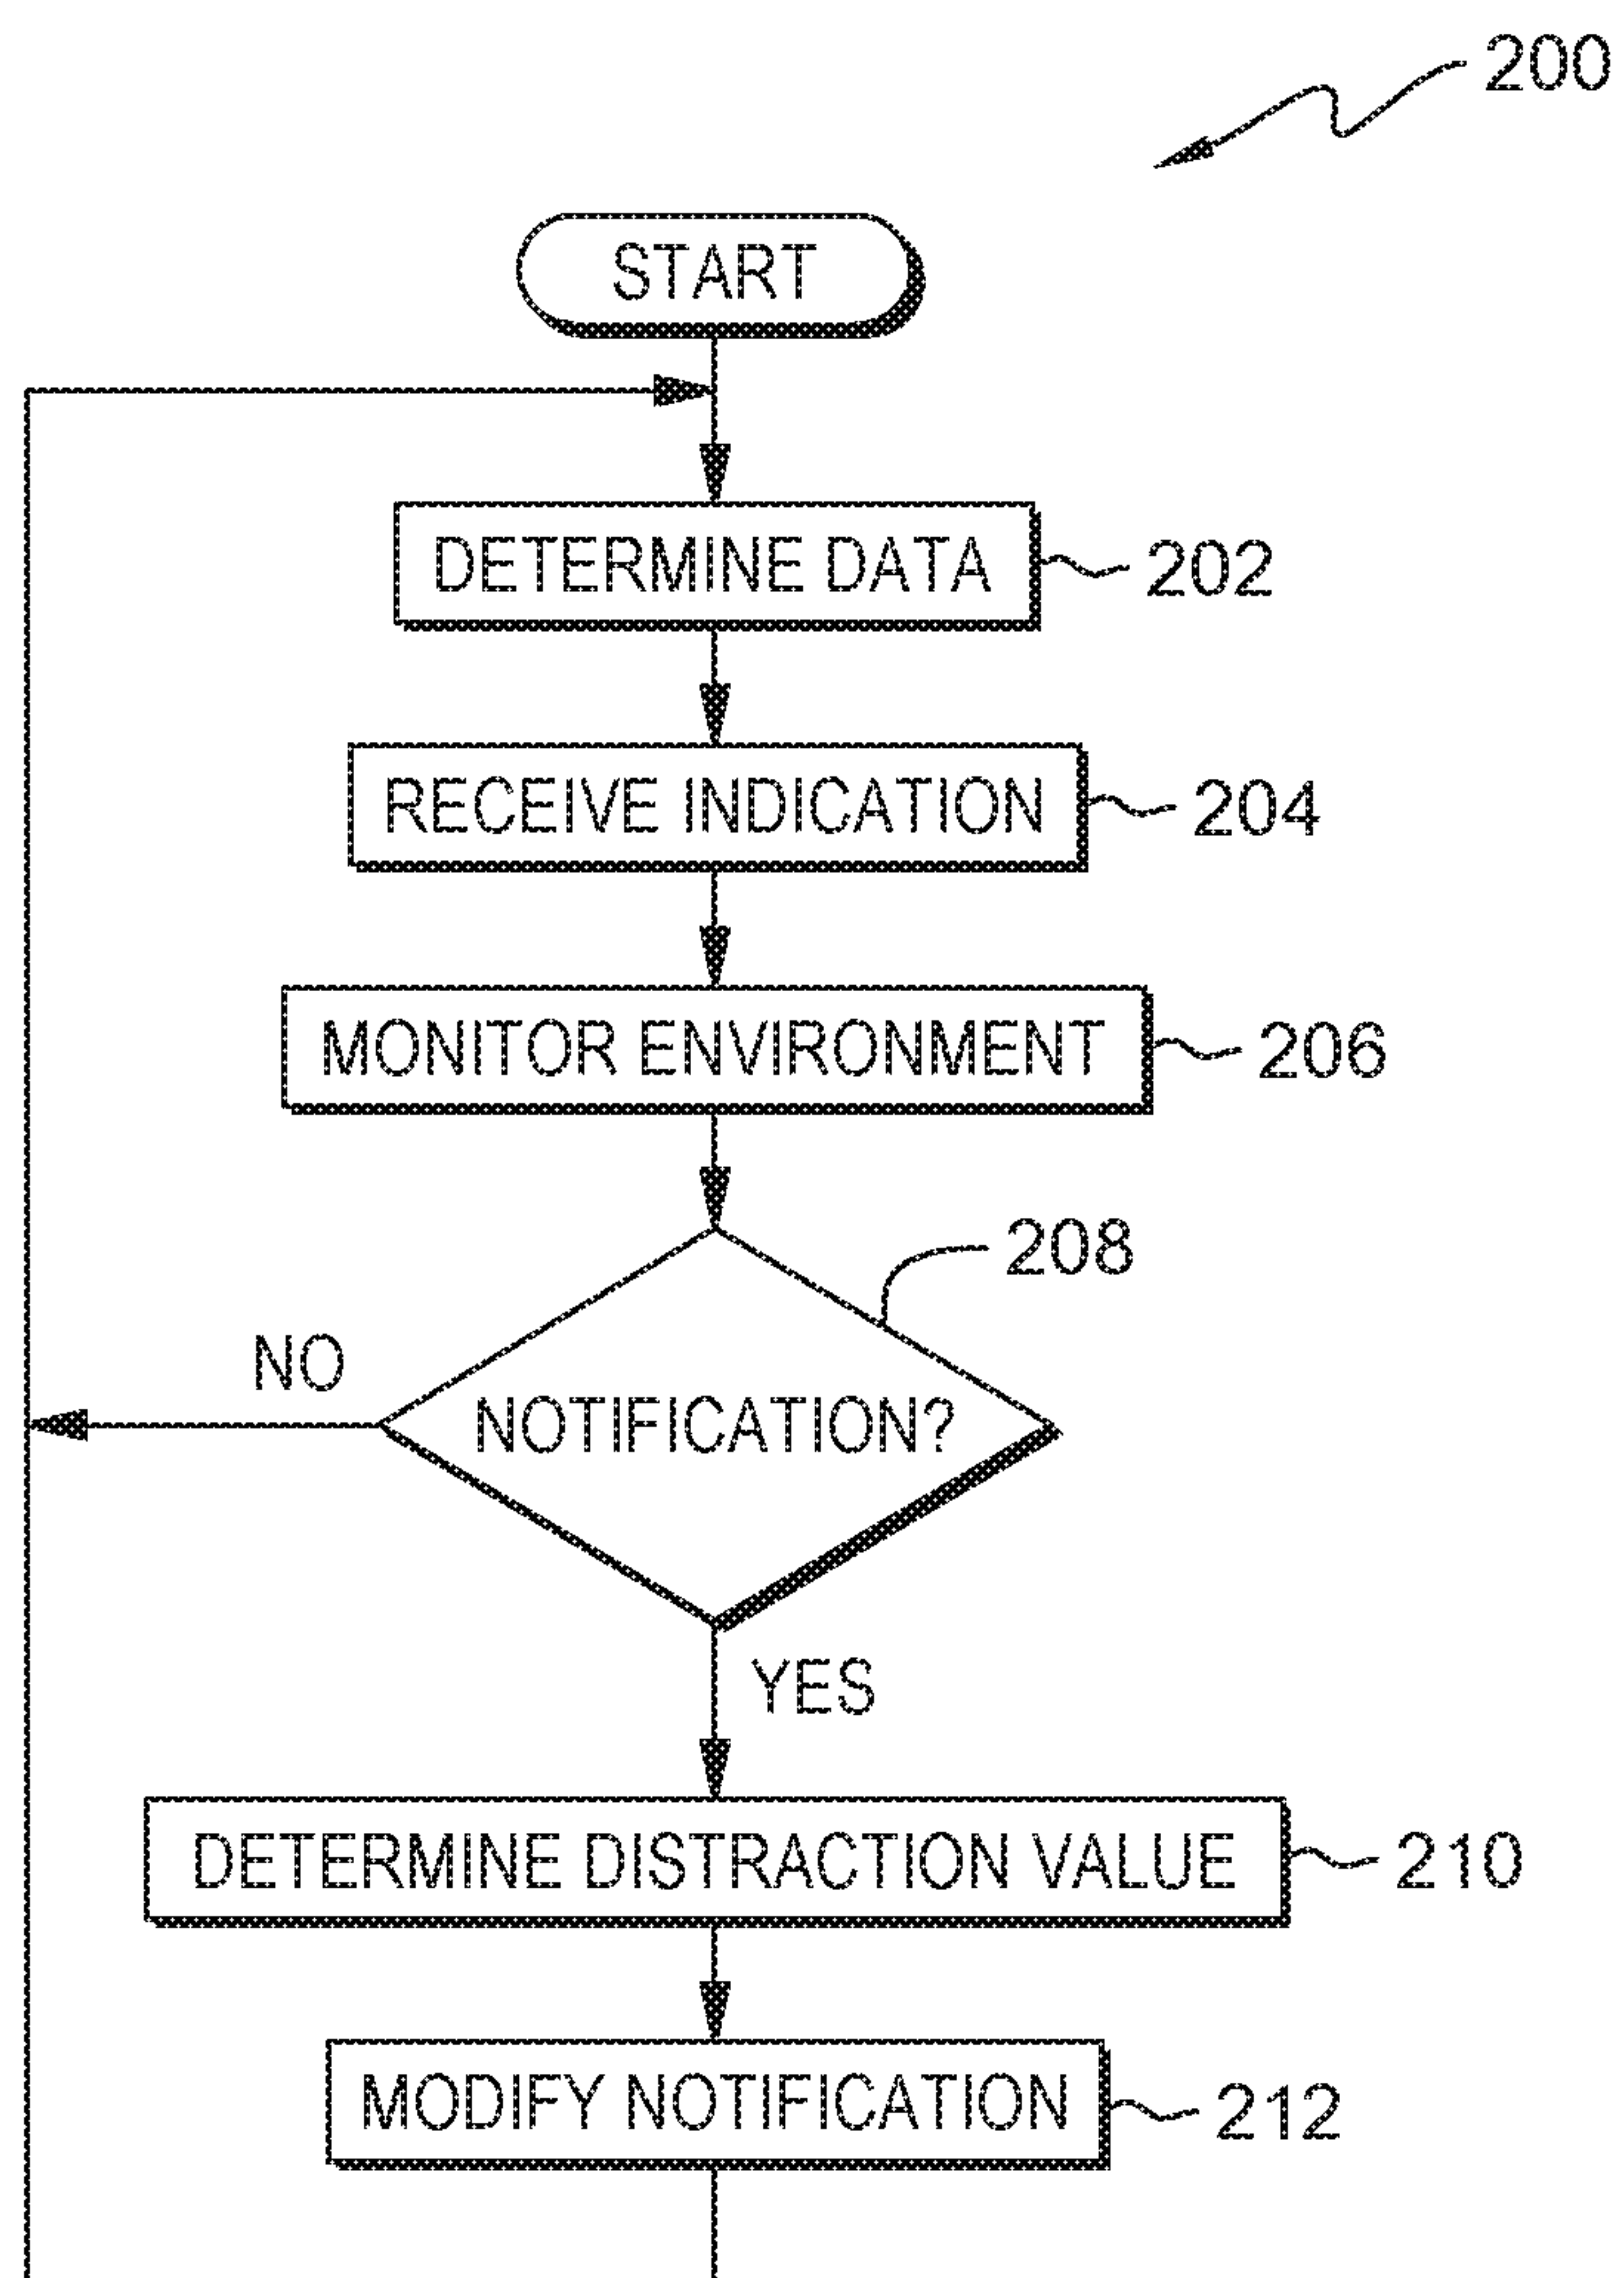 200
START
DETERMINE DATA
202
RECEIVE INDICATION
204
MONITOR ENVIRONMENT
206
208
NO
NOTIFICATION?
YES
DETERMINE DISTRACTION VALUE
210
MODIFY NOTIFICATION
212